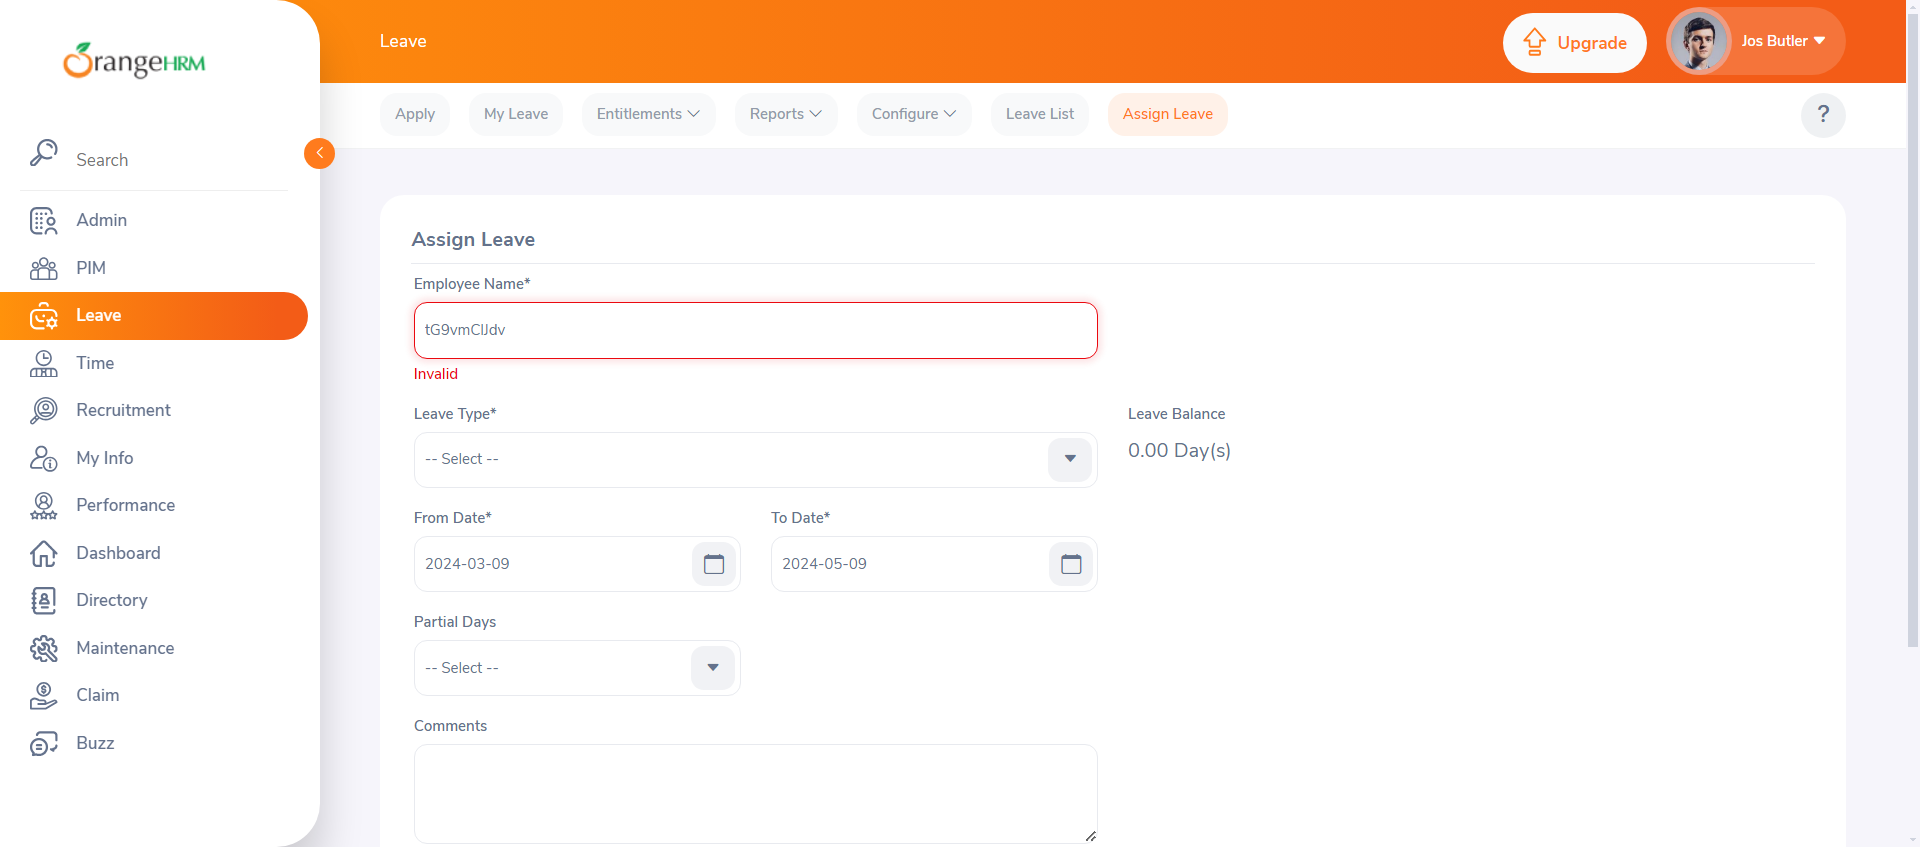 OrangeHRM
Search
Admin
PIM
Leave
Time
Recruitment
My Info
Performance
Dashboard
Directory
Maintenance
Claim
Buzz
Leave
Upgrade
Jos Butler
Apply
My Leave
Entitlements
Reports
Configure
Leave List
Assign Leave
?
Assign Leave
Employee Name*
tG9vmClJdv
Invalid
Leave Type*
-- Select --
Leave Balance
0.00 Day(s)
From Date*
2024-03-09
To Date*
2024-05-09
Partial Days
-- Select --
Comments